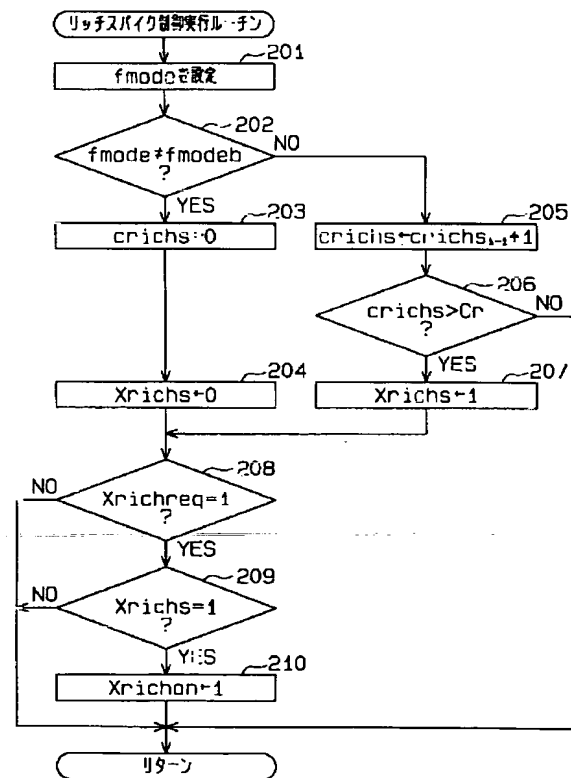 リッチスパイク制御実行ルーチン
201
fmodeを設定
202
fmode≠fmodeb
?
NO
YES
203
crichs←0
205
crichs←crichsi-1+1
206
crichs>Cr
?
NO
YES
204
Xrichs←0
207
Xrichs←1
208
NO
Xrichreq=1
?
YES
209
NO
Xrichs=1
?
YES
210
Xrichon←1
リターン